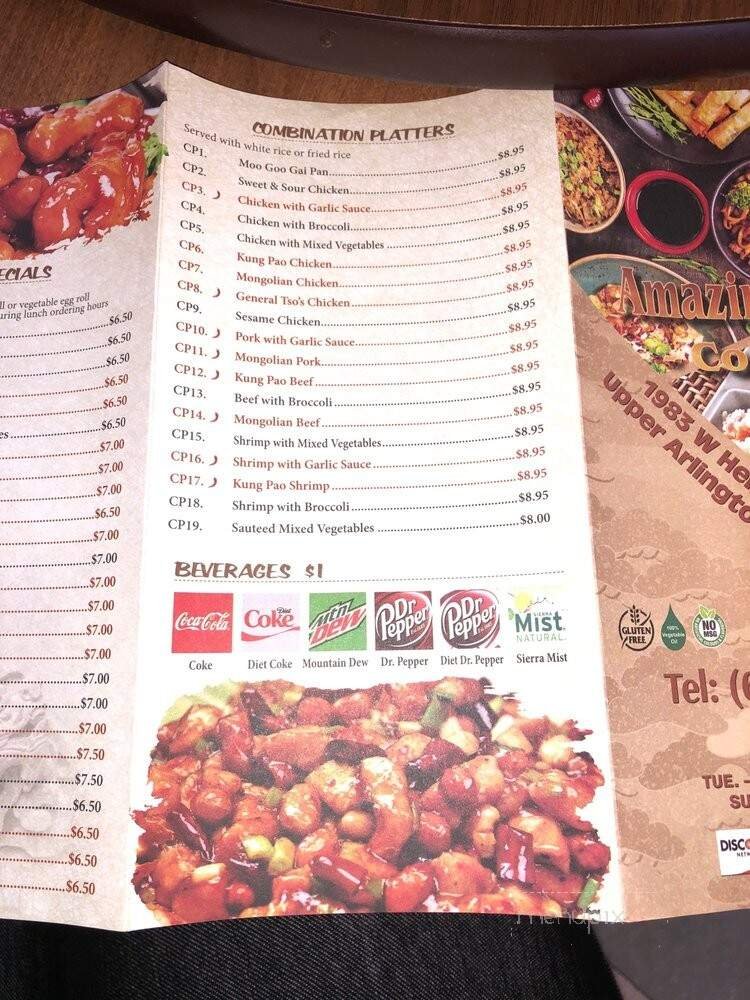 ECIALS
ll or vegetable egg roll
uring lunch ordering hours
$6.50
$6.50
$6.50
$6.50
$6.50
es $6.50
$7.00
$7.00
$7.00
$6.50
$7.00
$7.00
$7.00
$7.00
$7.00
$7.00
$7.00
$7.00
$7.00
$7.50
$7.50
$6.50
$6.50
$6.50
$6.50
COMBINATION PLATTERS
Served with white rice or fried rice
CP1. Moo Goo Gai Pan $8.95
CP2. Sweet & Sour Chicken $8.95
CP3. Chicken with Garlic Sauce $8.95
CP4. Chicken with Broccoli $8.95
CP5. Chicken with Mixed Vegetables $8.95
CP6. Kung Pao Chicken $8.95
CP7. Mongolian Chicken $8.95
CP8. General Tso's Chicken $8.95
CP9. Sesame Chicken $8.95
CP10. Pork with Garlic Sauce $8.95
CP11. Mongolian Pork $8.95
CP12. Kung Pao Beef $8.95
CP13. Beef with Broccoli $8.95
CP14. Mongolian Beef $8.95
CP15. Shrimp with Mixed Vegetables $8.95
CP16. Shrimp with Garlic Sauce $8.95
CP17. Kung Pao Shrimp $8.95
CP18. Shrimp with Broccoli $8.95
CP19. Sauteed Mixed Vegetables $8.00
BEVERAGES $1
Coca-Cola
Diet Coke
Mtn Dew
Dr Pepper
Diet Dr Pepper
Sierra Mist Natural
Coke
Diet Coke
Mountain Dew
Dr. Pepper
Diet Dr. Pepper
Sierra Mist
Amazin
Co
1983 W He
Upper Arlingto
GLUTEN FREE
100% Vegetable Oil
NO MSG
Tel: (6
TUE. –
SU
DISCO
NETW
menupix